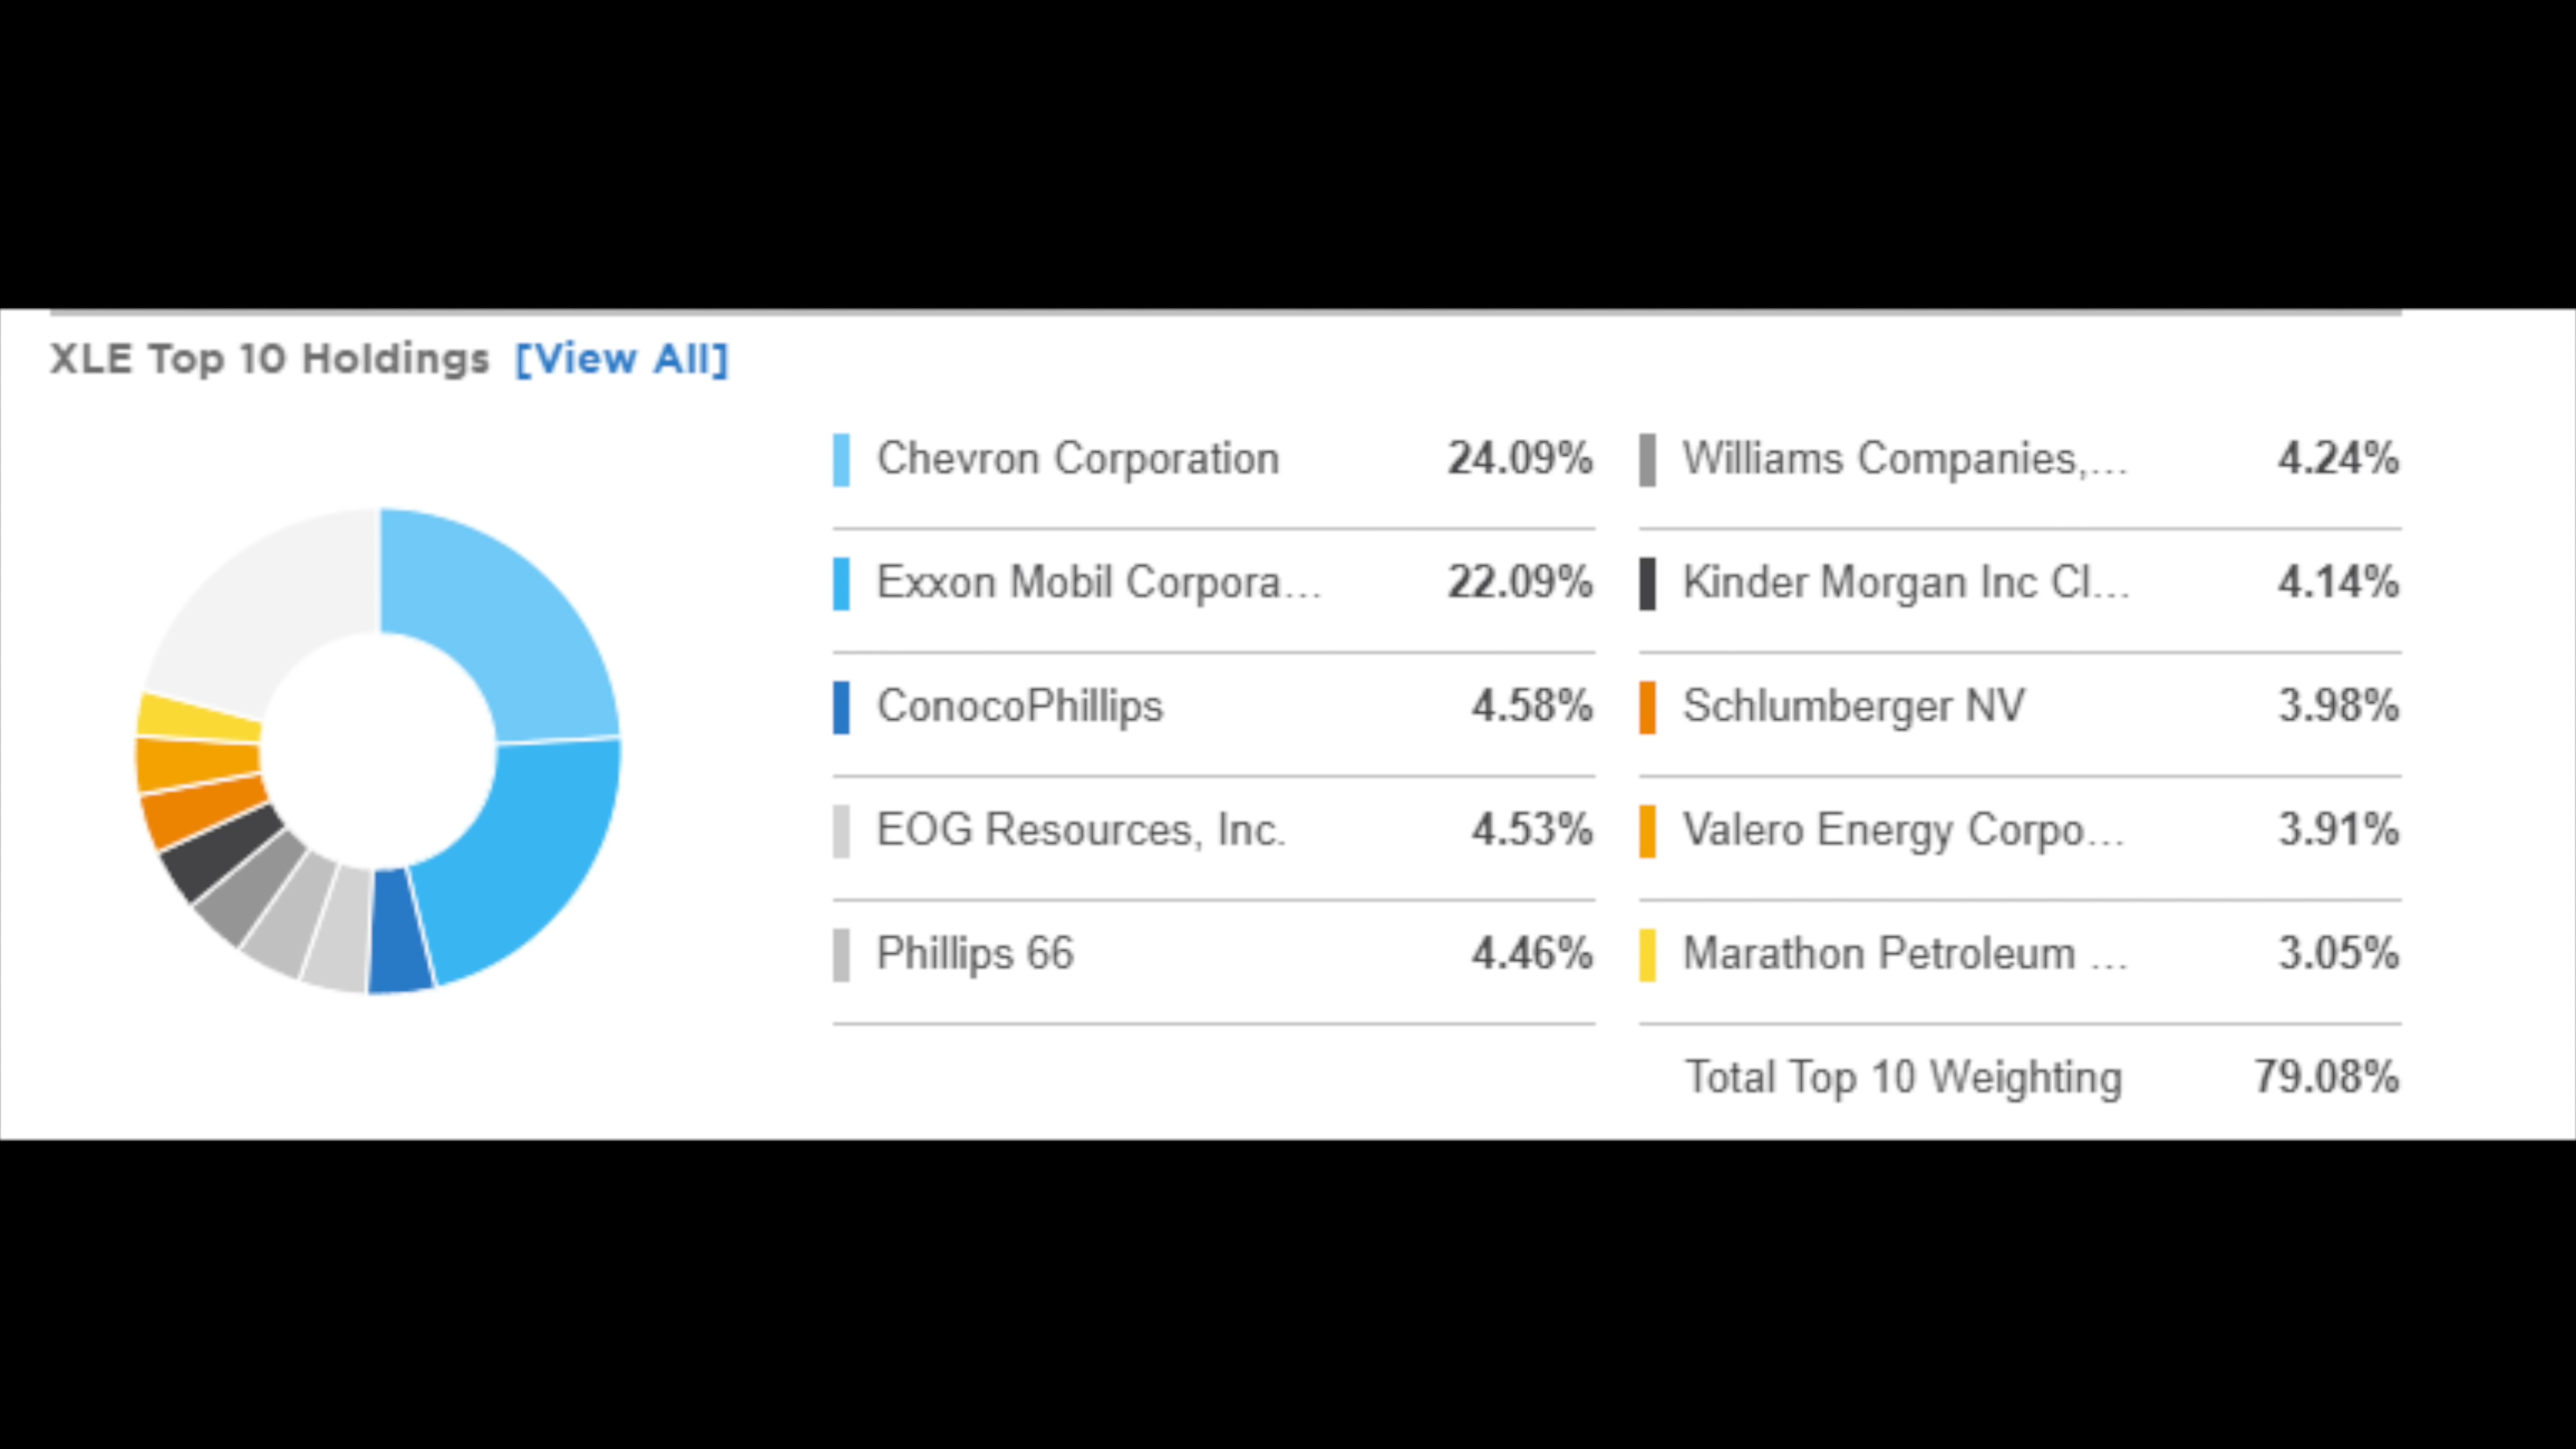 XLE Top 10 Holdings [View All]
Chevron Corporation 24.09%
Exxon Mobil Corpora... 22.09%
ConocoPhillips 4.58%
EOG Resources, Inc. 4.53%
Phillips 66 4.46%
Williams Companies,... 4.24%
Kinder Morgan Inc Cl... 4.14%
Schlumberger NV 3.98%
Valero Energy Corpo... 3.91%
Marathon Petroleum ... 3.05%
Total Top 10 Weighting 79.08%